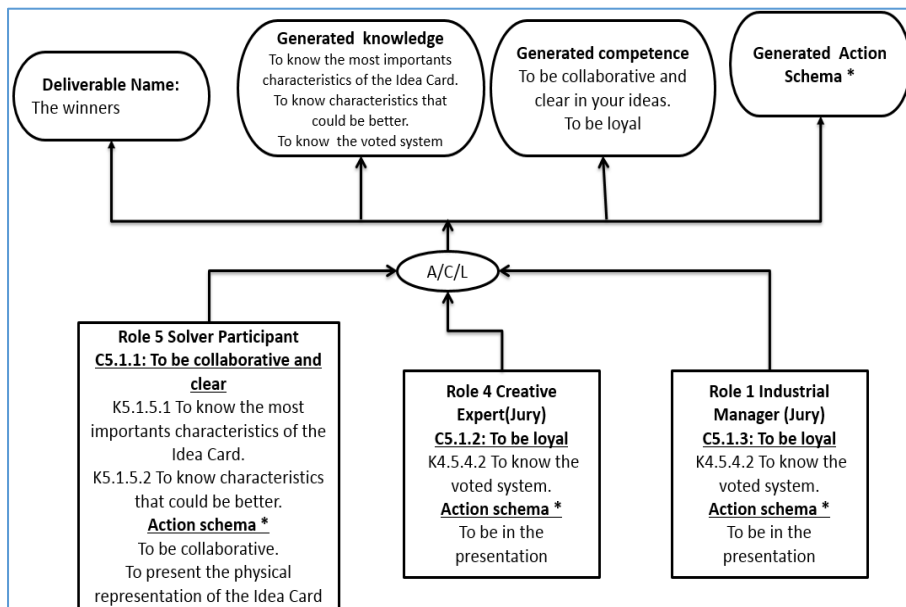 Deliverable Name:
The winners
Generated knowledge
To know the most importants
characteristics of the Idea Card.
To know characteristics that
could be better.
To know the voted system
Generated competence
To be collaborative and
clear in your ideas.
To be loyal
Generated Action
Schema *
A/C/L
Role 5 Solver Participant
C5.1.1: To be collaborative and
clear
K5.1.5.1 To know the most
importants characteristics of the
Idea Card.
K5.1.5.2 To know characteristics
that could be better.
Action schema *
To be collaborative.
To present the physical
representation of the Idea Card
Role 4 Creative
Expert(Jury)
C5.1.2: To be loyal
K4.5.4.2 To know the
voted system.
Action schema *
To be in the
presentation
Role 1 Industrial
Manager (Jury)
C5.1.3: To be loyal
K4.5.4.2 To know the
voted system.
Action schema *
To be in the
presentation